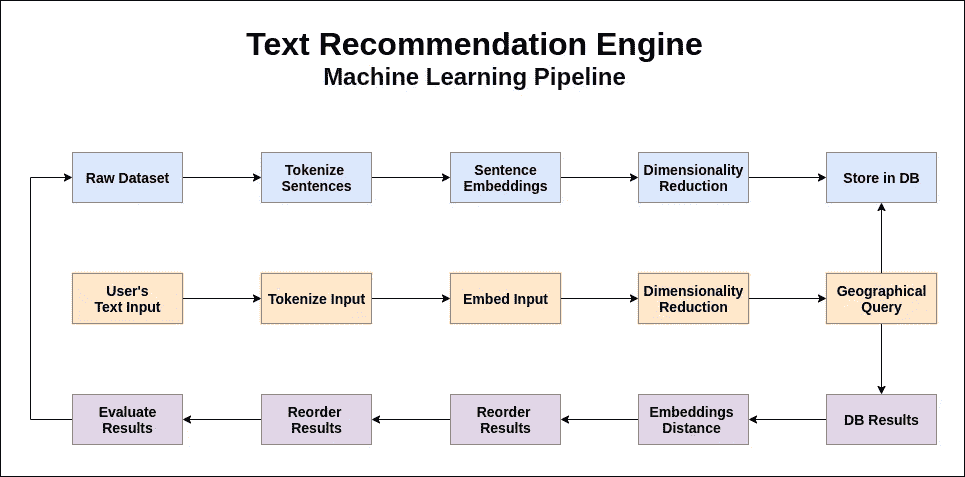 Text Recommendation Engine
Machine Learning Pipeline
Raw Dataset
Tokenize
Sentences
Sentence
Embeddings
Dimensionality
Reduction
Store in DB
User's
Text Input
Tokenize Input
Embed Input
Dimensionality
Reduction
Geographical
Query
Evaluate
Results
Reorder
Results
Reorder
Results
Embeddings
Distance
DB Results